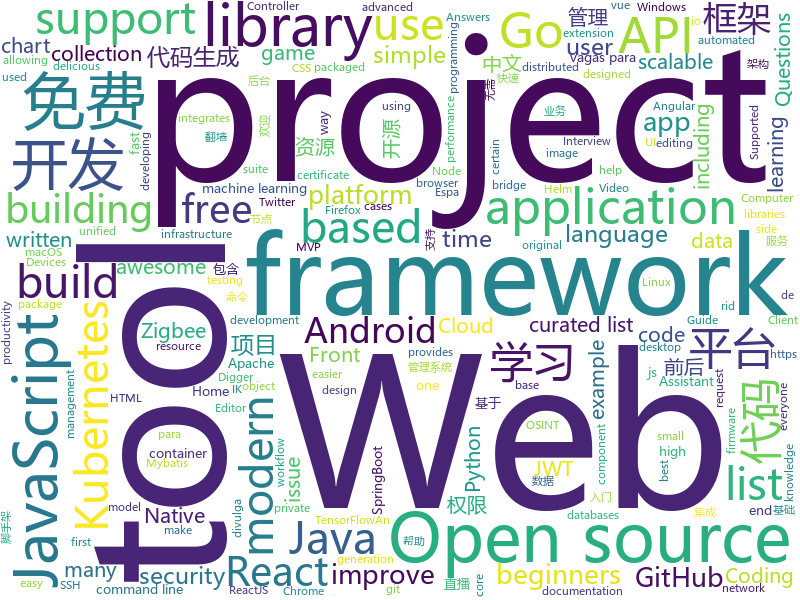 support library use Go API 框架 管理
chart collection 代码生成 game simple 中文 user scalable Questions
delicious io automated Answers Controller advanced allowing Windows vue extension Vagas para
免费 project app including learning
开发 资源 开源 platform free application
building based time language data
written awesome build Android Cloud curated list code
Kubernetes Zigbee 项目 Front framework 学习 平台 前后
JavaScript tool Web example 代码
modern Native Java React issue Python JWT 权限 list
many security improve Open source beginners GitHub Coding
machine learning Twitter Firefox Espa bridge Helm Video Computer
integrates 后台 CSS packaged 翻墙 欢迎 way suite fast
certificate using performance programming distributed designed 快速 业务 无需
Interview image Node browser help certain Angular UI editing Supported 架构
developing unified infrastructure 节点 cases MVP original 支持 libraries side 服务
macOS Devices 包含 package testing 命令 development Linux rid de Client Guide
productivity resource Apache provides desktop https
management HTML Home Digger IK object Editor easier 管理系统 one design base request js Assistant
para Mybatis container SpringBoot 基于 OSINT small high component firmware best workflow
脚手架 model first make TensorFlowAn 数据 入门 databases private knowledge everyone
divulga used generation Chrome 帮助 集成 end 基础
easy SSH command line ReactJS git documentation 直播 core network